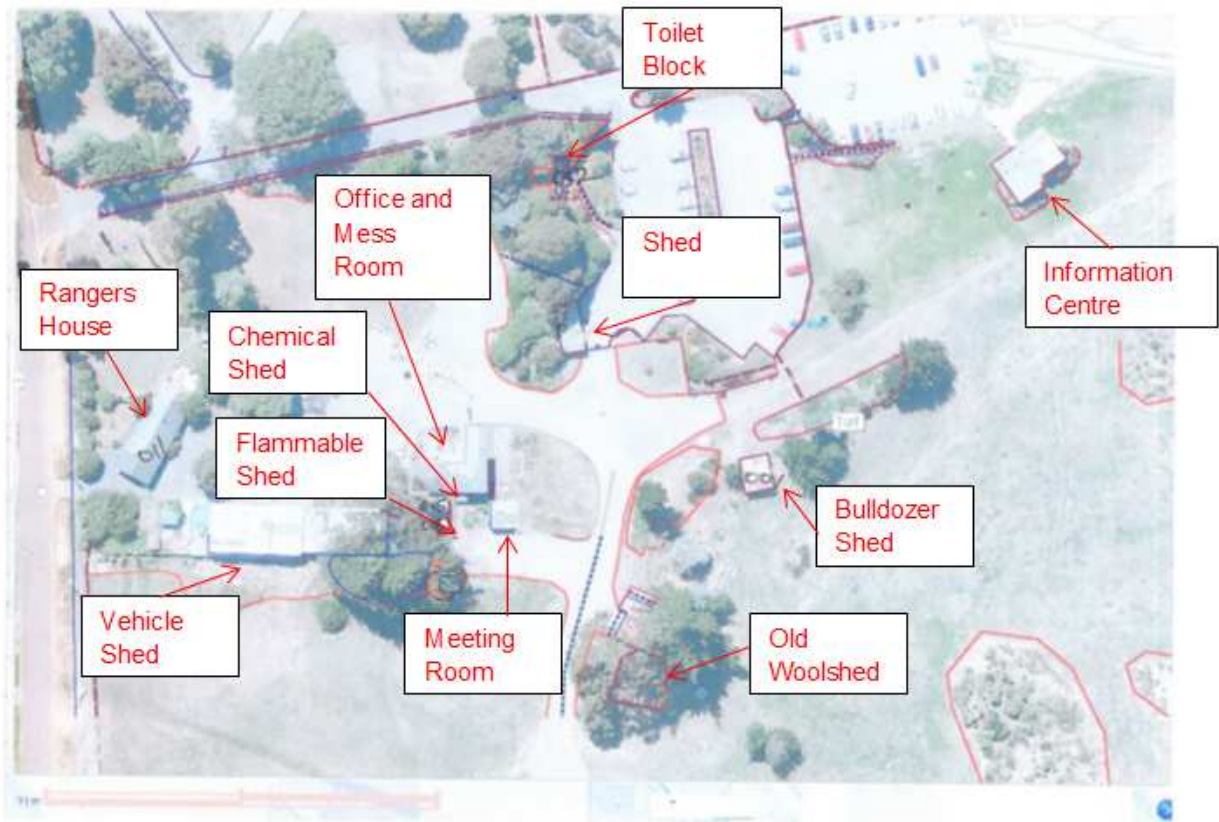 Toilet
Block
Office and
Mess
Room
Shed
Information
Centre
Rangers
House
Chemical
Shed
Flammable
Shed
Bulldozer
Shed
Vehicle
Shed
Meeting
Room
Old
Woolshed